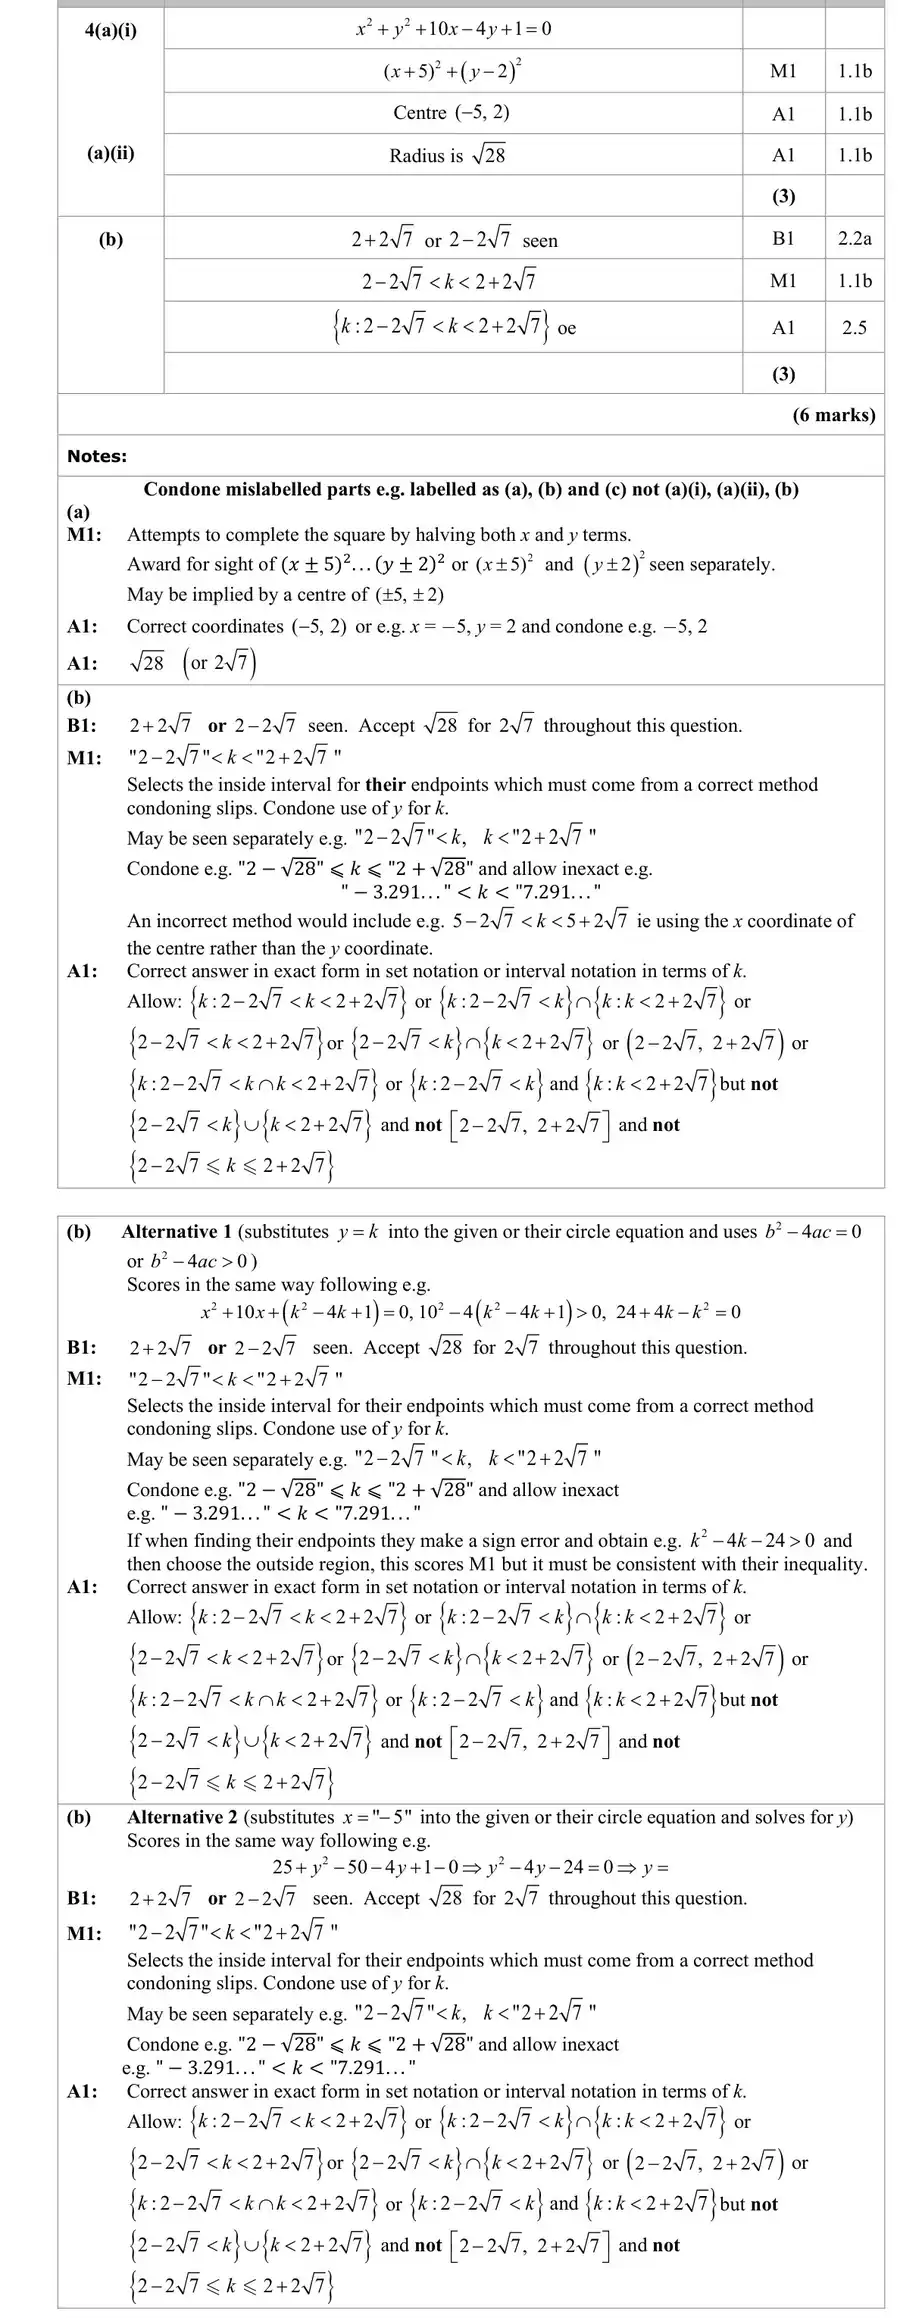 4(a)(i) x² + y² + 10x − 4y + 1 = 0
(x+5)² + (y−2)² M1 1.1b
Centre (−5, 2) A1 1.1b
(a)(ii) Radius is √28 A1 1.1b
(3)
(b) 2+2√7 or 2−2√7 seen B1 2.2a
2−2√7 < k < 2+2√7 M1 1.1b
{k : 2−2√7 < k < 2+2√7} oe A1 2.5
(3)
(6 marks)
Notes:
Condone mislabelled parts e.g. labelled as (a), (b) and (c) not (a)(i), (a)(ii), (b)
(a)
M1: Attempts to complete the square by halving both x and y terms.
Award for sight of (x ± 5)²…(y ± 2)² or (x ± 5)² and (y ± 2)² seen separately.
May be implied by a centre of (±5, ±2)
A1: Correct coordinates (−5, 2) or e.g. x = −5, y = 2 and condone e.g. −5, 2
A1: √28 (or 2√7)
(b)
B1: 2+2√7 or 2−2√7 seen. Accept √28 for 2√7 throughout this question.
M1: "2−2√7" < k < "2+2√7 "
Selects the inside interval for their endpoints which must come from a correct method
condoning slips. Condone use of y for k.
May be seen separately e.g. "2−2√7" < k, k < "2+2√7 "
Condone e.g. "2 − √28" ⩽ k ⩽ "2 + √28" and allow inexact e.g.
" − 3.291…" < k < "7.291…"
An incorrect method would include e.g. 5−2√7 < k < 5+2√7 ie using the x coordinate of
the centre rather than the y coordinate.
A1: Correct answer in exact form in set notation or interval notation in terms of k.
Allow: {k : 2−2√7 < k < 2+2√7} or {k : 2−2√7 < k} ∩ {k : k < 2+2√7} or
{2−2√7 < k < 2+2√7} or {2−2√7 < k} ∩ {k < 2+2√7} or (2−2√7, 2+2√7) or
{k : 2−2√7 < k ∩ k < 2+2√7} or {k : 2−2√7 < k} and {k : k < 2+2√7} but not
{2−2√7 < k} ∪ {k < 2+2√7} and not [2−2√7, 2+2√7] and not
{2−2√7 ⩽ k ⩽ 2+2√7}
(b) Alternative 1 (substitutes y = k into the given or their circle equation and uses b² − 4ac = 0
or b² − 4ac > 0)
Scores in the same way following e.g.
x² + 10x + (k² − 4k + 1) = 0, 10² − 4(k² − 4k + 1) > 0, 24 + 4k − k² = 0
B1: 2+2√7 or 2−2√7 seen. Accept √28 for 2√7 throughout this question.
M1: "2−2√7" < k < "2+2√7 "
Selects the inside interval for their endpoints which must come from a correct method
condoning slips. Condone use of y for k.
May be seen separately e.g. "2−2√7 " < k, k < "2+2√7 "
Condone e.g. "2 − √28" ⩽ k ⩽ "2 + √28" and allow inexact
e.g. " − 3.291…" < k < "7.291…"
If when finding their endpoints they make a sign error and obtain e.g. k² − 4k − 24 > 0 and
then choose the outside region, this scores M1 but it must be consistent with their inequality.
A1: Correct answer in exact form in set notation or interval notation in terms of k.
Allow: {k : 2−2√7 < k < 2+2√7} or {k : 2−2√7 < k} ∩ {k : k < 2+2√7} or
{2−2√7 < k < 2+2√7} or {2−2√7 < k} ∩ {k < 2+2√7} or (2−2√7, 2+2√7) or
{k : 2−2√7 < k ∩ k < 2+2√7} or {k : 2−2√7 < k} and {k : k < 2+2√7} but not
{2−2√7 < k} ∪ {k < 2+2√7} and not [2−2√7, 2+2√7] and not
{2−2√7 ⩽ k ⩽ 2+2√7}
(b) Alternative 2 (substitutes x = "−5" into the given or their circle equation and solves for y)
Scores in the same way following e.g.
25 + y² − 50 − 4y + 1 − 0 ⇒ y² − 4y − 24 = 0 ⇒ y =
B1: 2+2√7 or 2−2√7 seen. Accept √28 for 2√7 throughout this question.
M1: "2−2√7" < k < "2+2√7 "
Selects the inside interval for their endpoints which must come from a correct method
condoning slips. Condone use of y for k.
May be seen separately e.g. "2−2√7" < k, k < "2+2√7 "
Condone e.g. "2 − √28" ⩽ k ⩽ "2 + √28" and allow inexact
e.g. " − 3.291…" < k < "7.291…"
A1: Correct answer in exact form in set notation or interval notation in terms of k.
Allow: {k : 2−2√7 < k < 2+2√7} or {k : 2−2√7 < k} ∩ {k : k < 2+2√7} or
{2−2√7 < k < 2+2√7} or {2−2√7 < k} ∩ {k < 2+2√7} or (2−2√7, 2+2√7) or
{k : 2−2√7 < k ∩ k < 2+2√7} or {k : 2−2√7 < k} and {k : k < 2+2√7} but not
{2−2√7 < k} ∪ {k < 2+2√7} and not [2−2√7, 2+2√7] and not
{2−2√7 ⩽ k ⩽ 2+2√7}